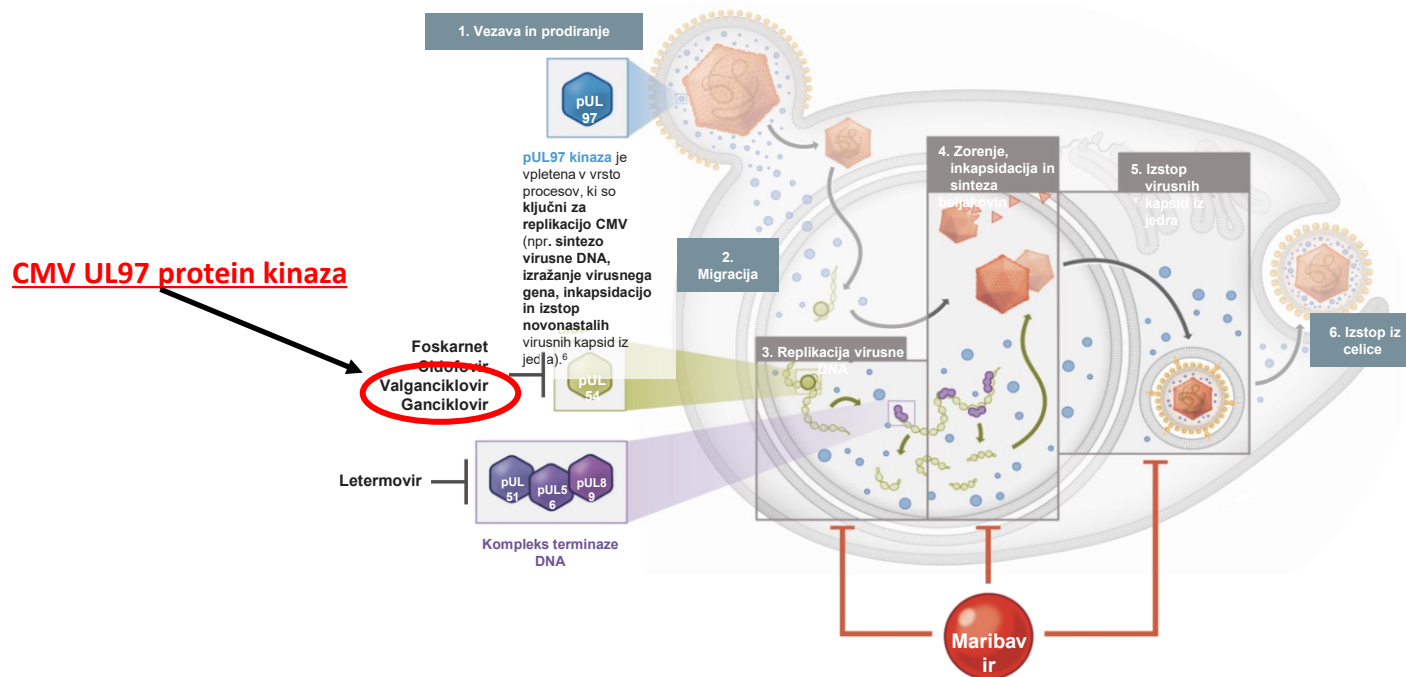 1. Vezava in prodiranje
pUL
97
pUL97 kinaza je
vpletena v vrsto
procesov, ki so
ključni za
replikacijo CMV
(npr. sintezo
virusne DNA,
izražanje virusnega
gena, inkapsidacijo
in izstop
novonastalih
virusnih kapsid iz
jedra).6
CMV UL97 protein kinaza
Foskarnet
Cidofovir
Valganciklovir
Ganciklovir
pUL
54
Letermovir
pUL
51
pUL5
6
pUL8
9
Kompleks terminaze
DNA
2.
Migracija
3. Replikacija virusne
DNA
4. Zorenje,
inkapsidacija in
sinteza
beljakovin
5. Izstop
virusnih
kapsid iz
jedra
6. Izstop iz
celice
Maribav
ir